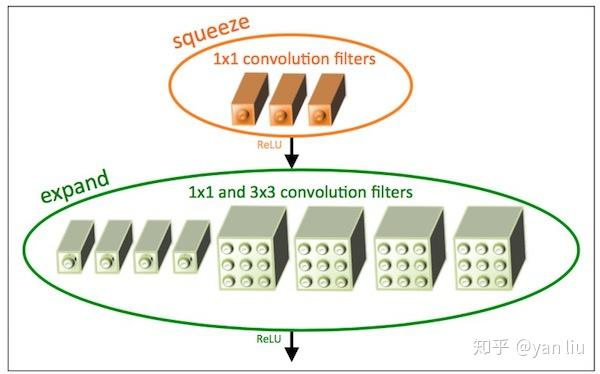 squeeze
1x1 convolution filters
ReLU
expand
1x1 and 3x3 convolution filters
ReLU
知乎 @yan liu